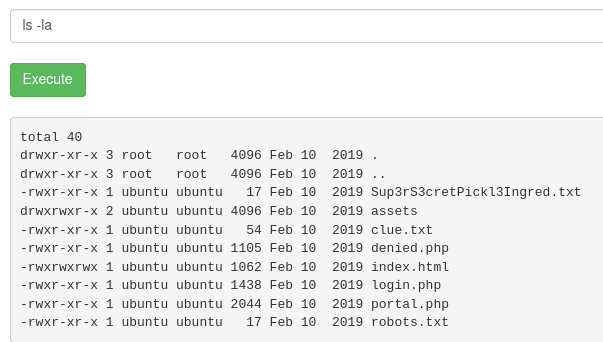 ls -la
Execute
total 40
drwxr-xr-x 3 root   root   4096 Feb 10  2019 .
drwxr-xr-x 3 root   root   4096 Feb 10  2019 ..
-rwxr-xr-x 1 ubuntu ubuntu   17 Feb 10  2019 Sup3rS3cretPickl3Ingred.txt
drwxrwxr-x 2 ubuntu ubuntu 4096 Feb 10  2019 assets
-rwxr-xr-x 1 ubuntu ubuntu   54 Feb 10  2019 clue.txt
-rwxr-xr-x 1 ubuntu ubuntu 1105 Feb 10  2019 denied.php
-rwxrwxrwx 1 ubuntu ubuntu 1062 Feb 10  2019 index.html
-rwxr-xr-x 1 ubuntu ubuntu 1438 Feb 10  2019 login.php
-rwxr-xr-x 1 ubuntu ubuntu 2044 Feb 10  2019 portal.php
-rwxr-xr-x 1 ubuntu ubuntu   17 Feb 10  2019 robots.txt